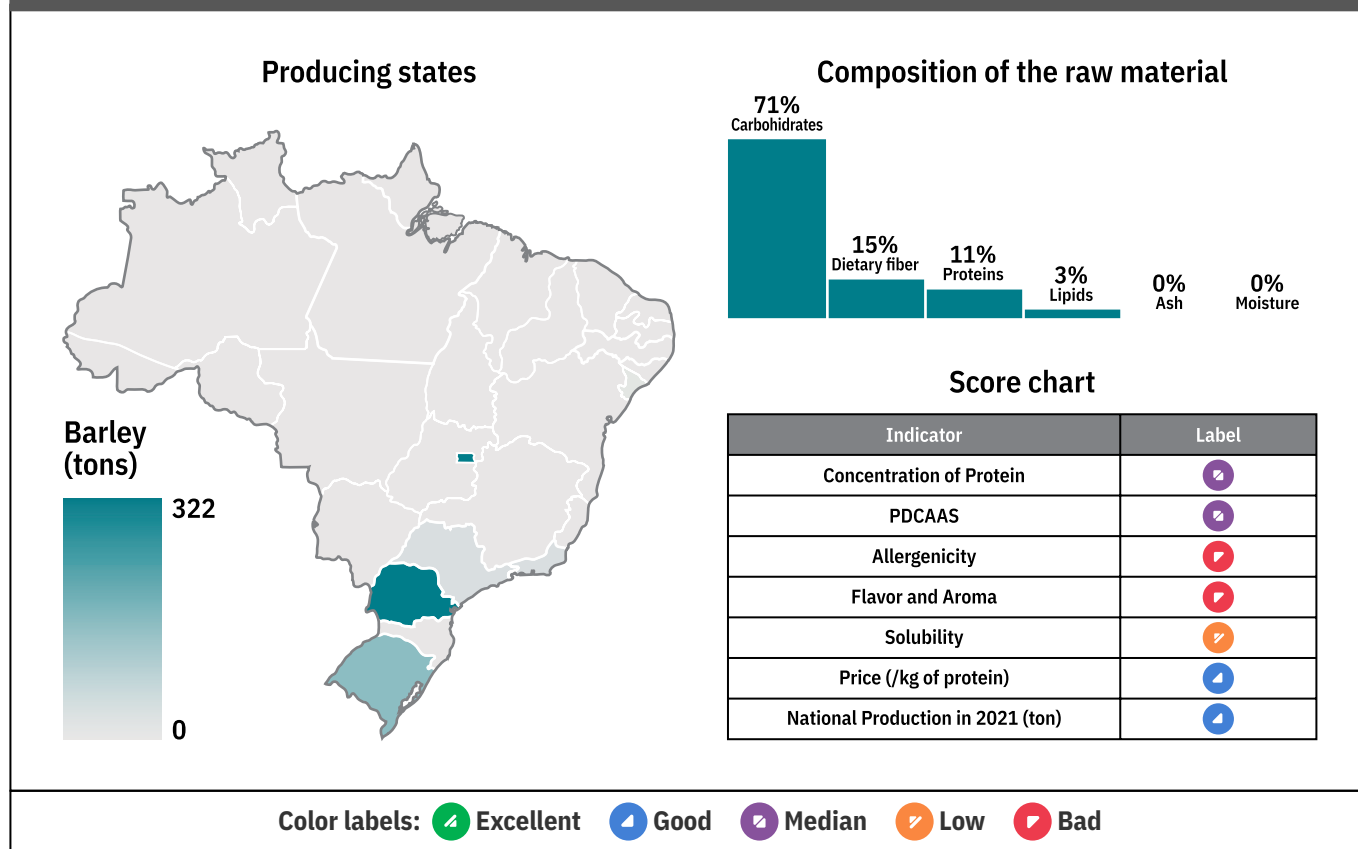 Producing states
Barley
(tons)
322
0
Composition of the raw material
71%
Carbohidrates
15%
Dietary fiber
11%
Proteins
3%
Lipids
0%
Ash
0%
Moisture
Score chart
Indicator Label
Concentration of Protein
PDCAAS
Allergenicity
Flavor and Aroma
Solubility
Price (/kg of protein)
National Production in 2021 (ton)
Color labels: Excellent Good Median Low Bad